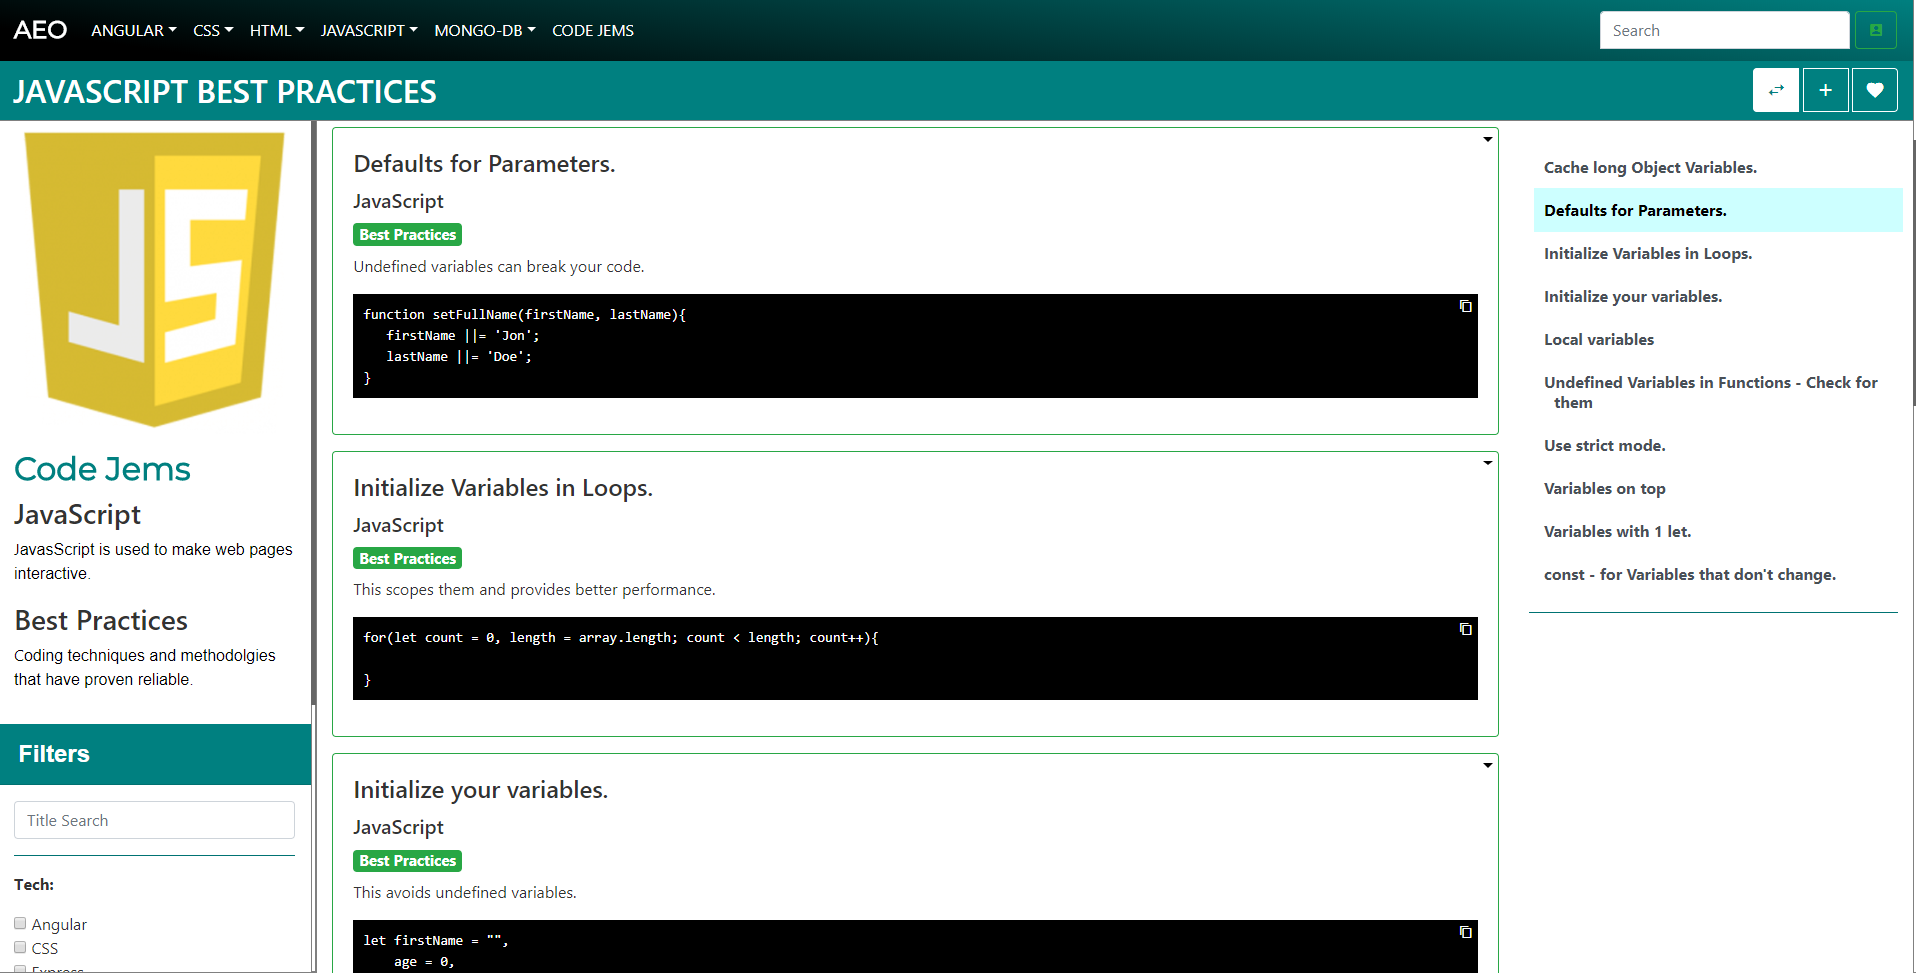 AEO ANGULAR CSS HTML JAVASCRIPT MONGO-DB CODE JEMS Search
JAVASCRIPT BEST PRACTICES
JS
Code Jems
JavaScript
JavasScript is used to make web pages
interactive.
Best Practices
Coding techniques and methodolgies
that have proven reliable.
Filters
Title Search
Tech:
Angular
CSS
Express
Defaults for Parameters.
JavaScript
Best Practices
Undefined variables can break your code.
function setFullName(firstName, lastName){
   firstName ||= 'Jon';
   lastName ||= 'Doe';
}
Initialize Variables in Loops.
JavaScript
Best Practices
This scopes them and provides better performance.
for(let count = 0, length = array.length; count < length; count++){
}
Initialize your variables.
JavaScript
Best Practices
This avoids undefined variables.
let firstName = "",
    age = 0,
Cache long Object Variables.
Defaults for Parameters.
Initialize Variables in Loops.
Initialize your variables.
Local variables
Undefined Variables in Functions - Check for
them
Use strict mode.
Variables on top
Variables with 1 let.
const - for Variables that don't change.